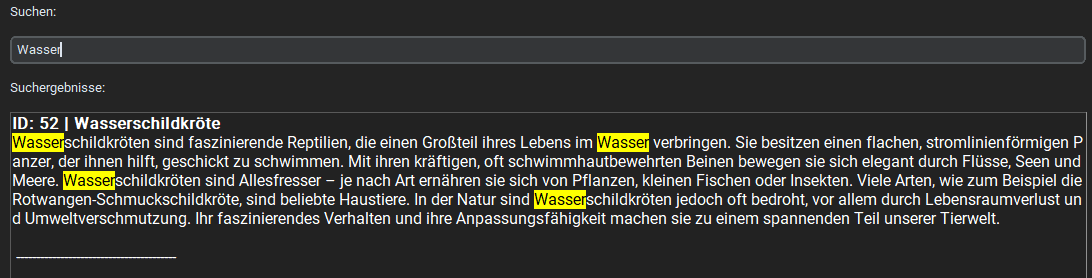 Suchen:
Wasser
Suchergebnisse:
ID: 52 | Wasserschildkröte
Wasserschildkröten sind faszinierende Reptilien, die einen Großteil ihres Lebens im Wasser verbringen. Sie besitzen einen flachen, stromlinienförmigen P
anzer, der ihnen hilft, geschickt zu schwimmen. Mit ihren kräftigen, oft schwimmhautbewehrten Beinen bewegen sie sich elegant durch Flüsse, Seen und
Meere. Wasserschildkröten sind Allesfresser – je nach Art ernähren sie sich von Pflanzen, kleinen Fischen oder Insekten. Viele Arten, wie zum Beispiel die
Rotwangen-Schmuckschildkröte, sind beliebte Haustiere. In der Natur sind Wasserschildkröten jedoch oft bedroht, vor allem durch Lebensraumverlust un
d Umweltverschmutzung. Ihr faszinierendes Verhalten und ihre Anpassungsfähigkeit machen sie zu einem spannenden Teil unserer Tierwelt.
----------------------------------------